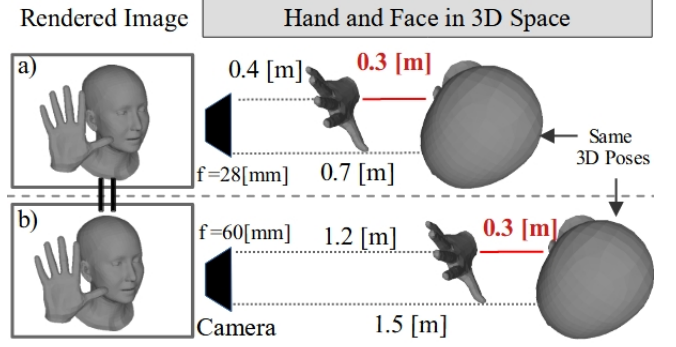 Rendered Image
Hand and Face in 3D Space
a)
0.4 [m]
0.3 [m]
Same
3D Poses
f =28[mm]
0.7 [m]
b)
f=60[mm]
1.2 [m]
0.3 [m]
Camera
1.5 [m]